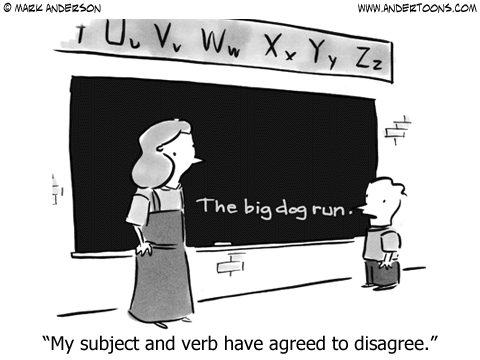 © MARK ANDERSON WWW.ANDERTOONS.COM
T Uu Vv Ww Xx Yy Zz
The big dog run.
“My subject and verb have agreed to disagree.”